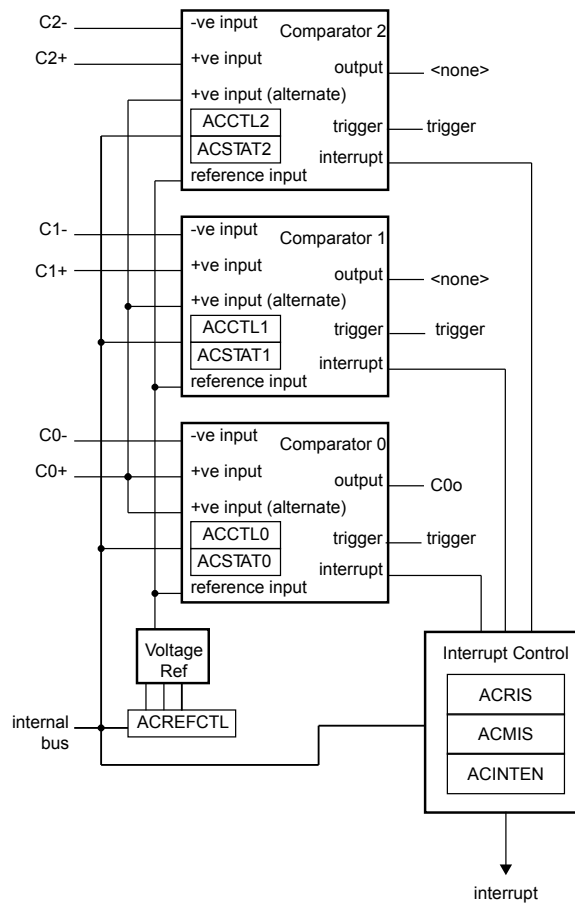 C2-
-ve input
Comparator 2
C2+
+ve input
output
<none>
+ve input (alternate)
ACCTL2
trigger
trigger
ACSTAT2
interrupt
reference input
C1-
-ve input
Comparator 1
C1+
+ve input
output
<none>
+ve input (alternate)
ACCTL1
trigger
trigger
ACSTAT1
interrupt
reference input
C0-
-ve input
Comparator 0
C0+
+ve input
output
C0o
+ve input (alternate)
ACCTL0
trigger
trigger
ACSTAT0
interrupt
reference input
Voltage
Ref
Interrupt Control
ACRIS
internal
bus
ACREFCTL
ACMIS
ACINTEN
interrupt